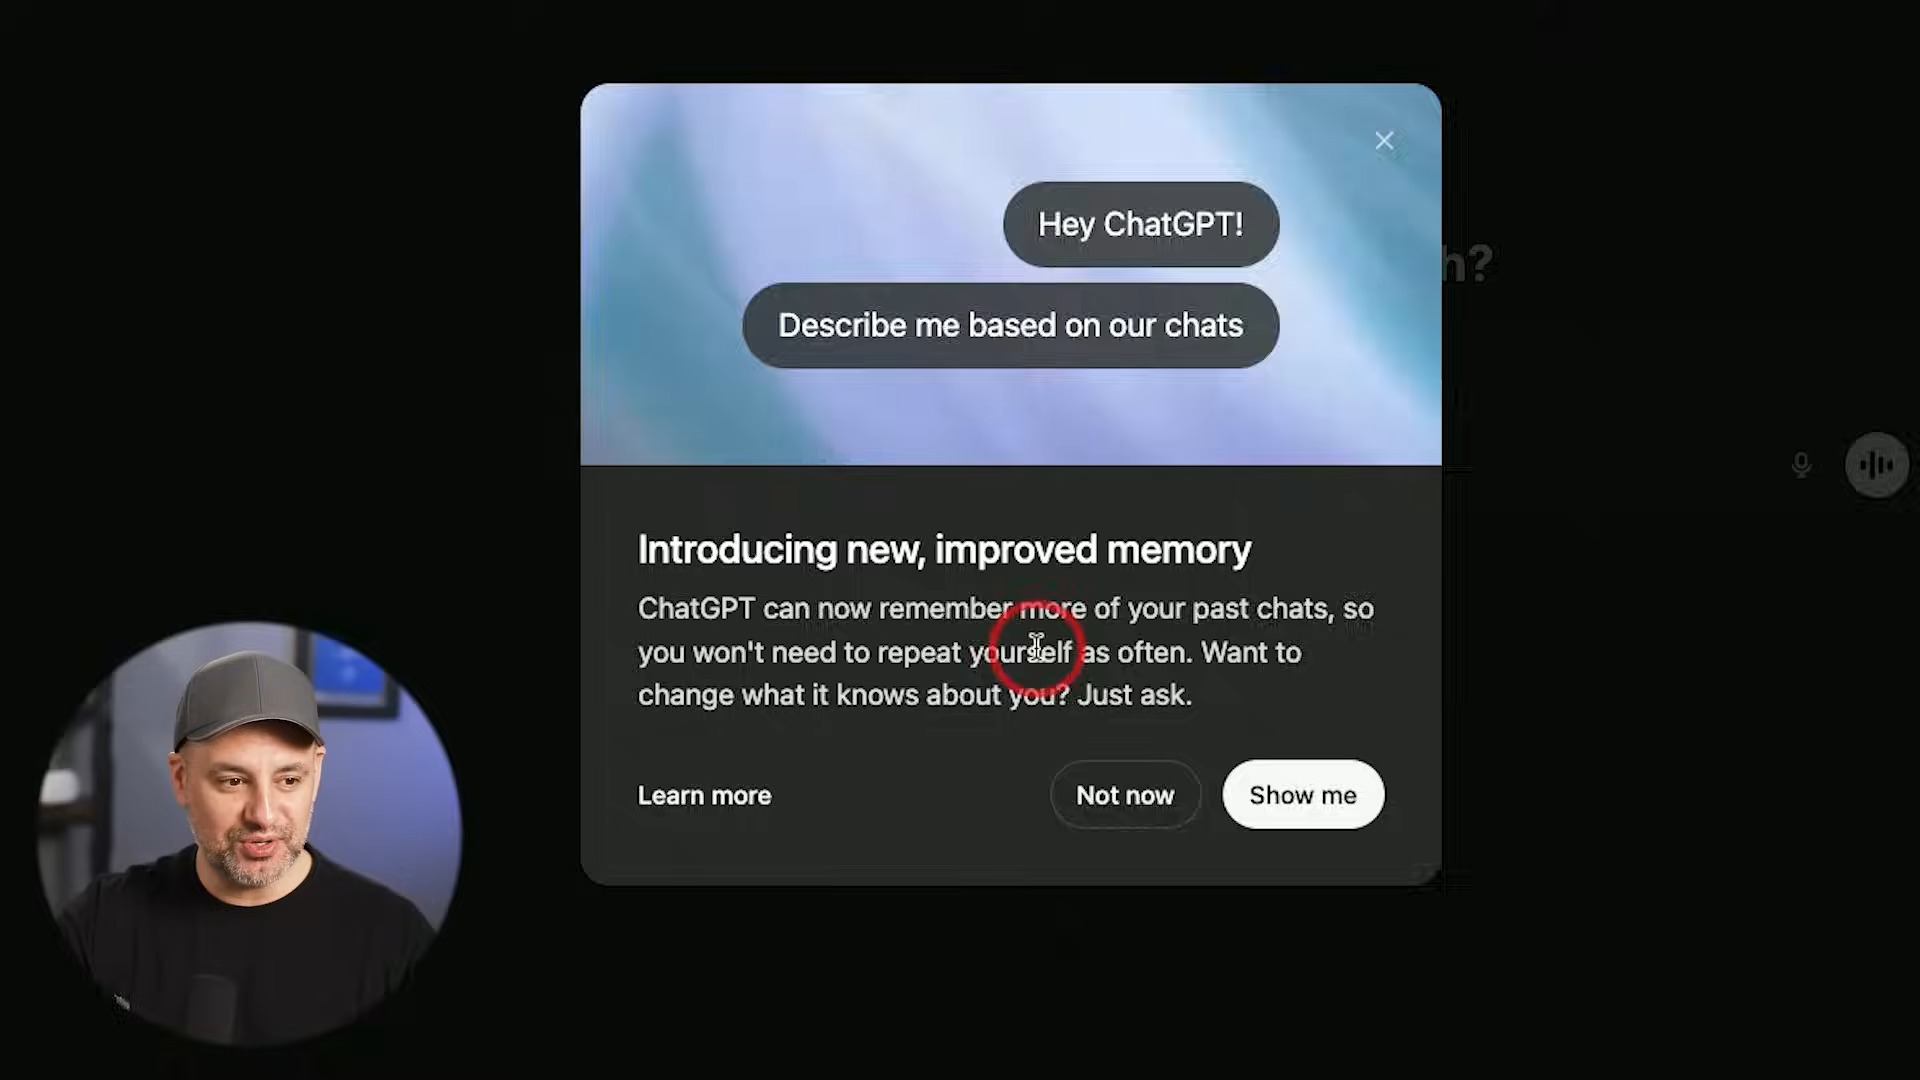 Hey ChatGPT!
Describe me based on our chats
h?
Introducing new, improved memory
ChatGPT can now remember more of your past chats, so
you won't need to repeat yourself as often. Want to
change what it knows about you? Just ask.
Learn more
Not now
Show me